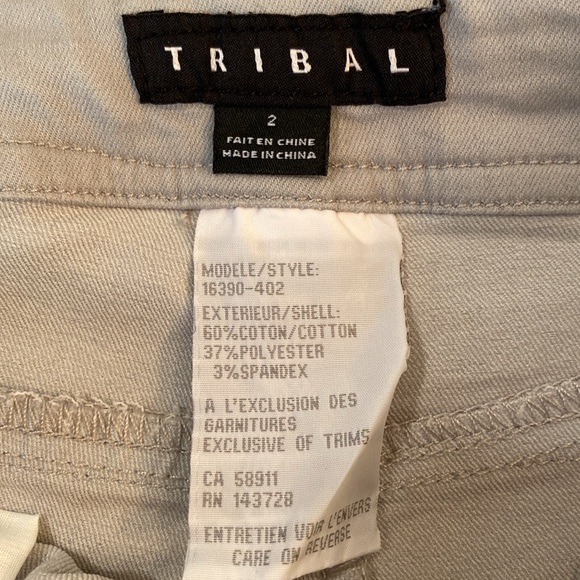 TRIBAL
2
FAIT EN CHINE
MADE IN CHINA
MODELE/STYLE:
16390-402
EXTERIEUR/SHELL:
60%COTON/COTTON
37%POLYESTER
3%SPANDEX
A L'EXCLUSION DES
GARNITURES
EXCLUSIVE OF TRIMS
CA 58911
RN 143728
ENTRETIEN VOIR L'ENVERS
CARE ON REVERSE